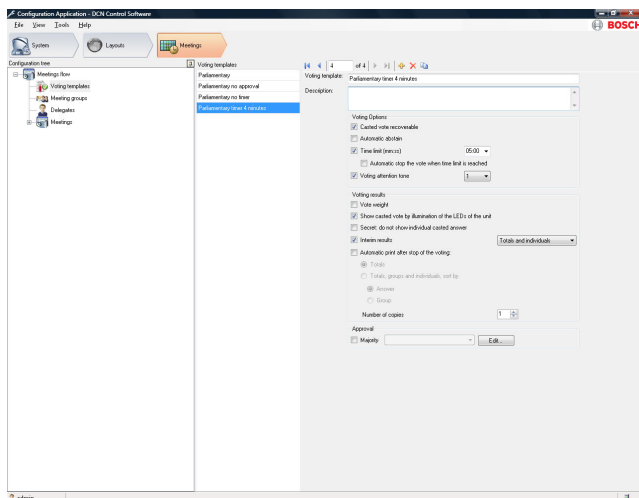 Configuration Application - DCN Control Software
File View Tools Help
BOSCH
System Layouts Meetings
Configuration tree
Meetings flow
Voting templates
Meeting groups
Delegates
Meetings
Voting templates
Parliamentary
Parliamentary no approval
Parliamentary no timer
Parliamentary timer 4 minutes
4 of 4
Voting template: Parliamentary timer 4 minutes
Description:
Voting Options
Casted vote recoverable
Automatic abstain
Time limit (mm:ss) 05:00
Automatic stop the vote when time limit is reached
Voting attention tone 1
Votting results
Vote weight
Show casted vote by illumination of the LEDs of the unit
Secret: do not show individual casted answer
Interim results Totals and individuals
Automatic print after stop of the voting:
Totals
Totals, groups and individuals, sort by:
Answer
Group
Number of copies 1
Approval
Majority Edit...
admin